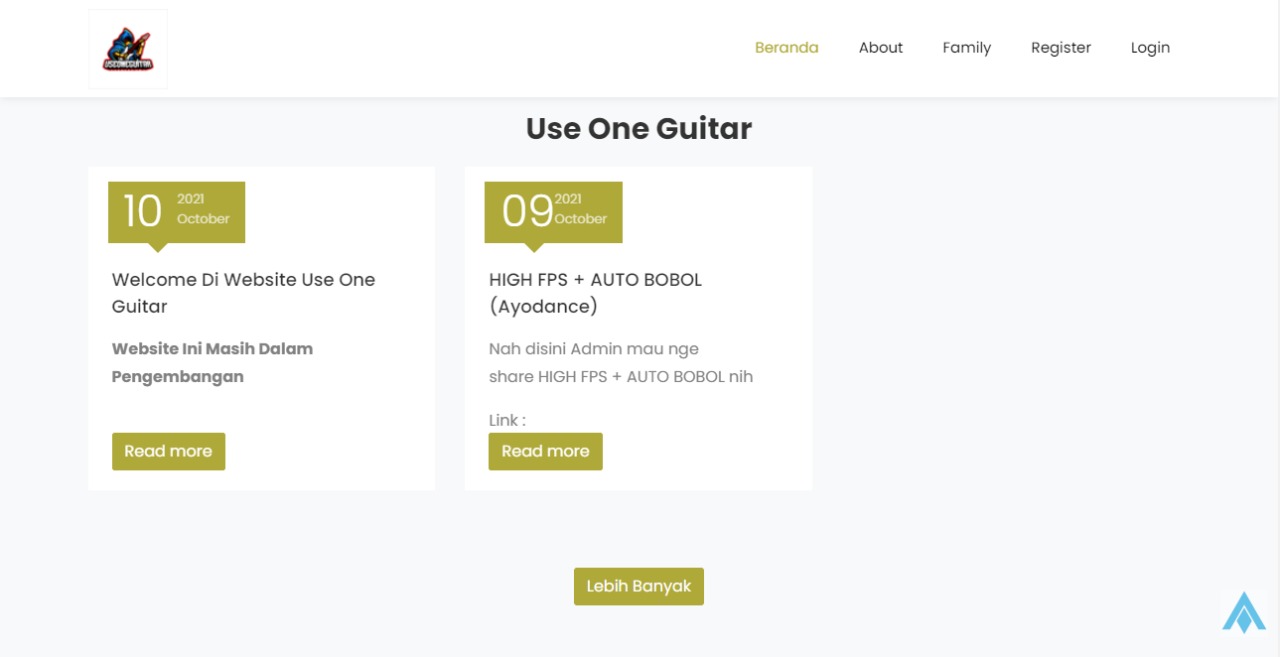 USEONEGUITAR
Beranda
About
Family
Register
Login
Use One Guitar
10
2021
October
Welcome Di Website Use One
Guitar
Website Ini Masih Dalam
Pengembangan
Read more
09
2021
October
HIGH FPS + AUTO BOBOL
(Ayodance)
Nah disini Admin mau nge
share HIGH FPS + AUTO BOBOL nih
Link :
Read more
Lebih Banyak